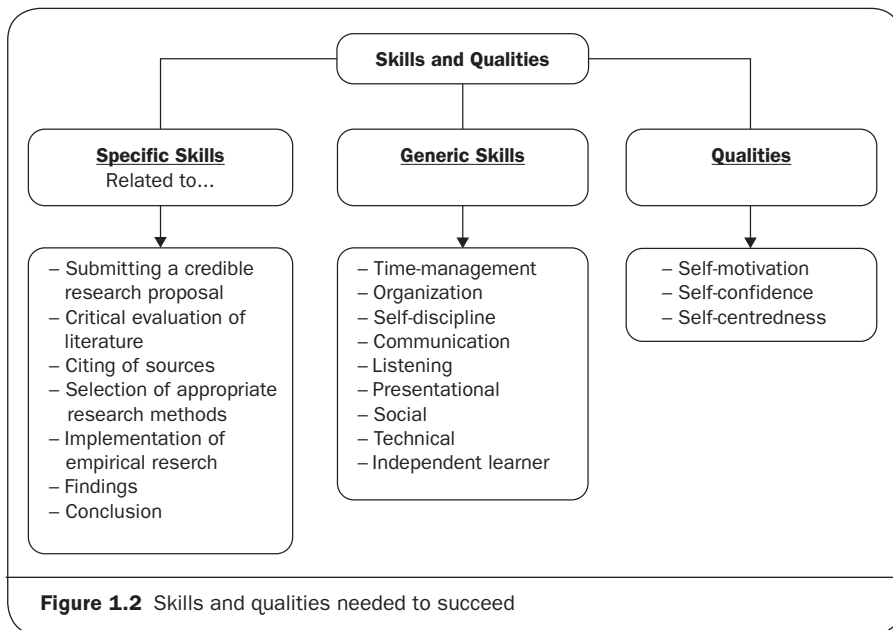 Skills and Qualities
Specific Skills
Related to...
Generic Skills
Qualities
– Submitting a credible
research proposal
– Critical evaluation of
literature
– Citing of sources
– Selection of appropriate
research methods
– Implementation of
empirical reserch
– Findings
– Conclusion
– Time-management
– Organization
– Self-discipline
– Communication
– Listening
– Presentational
– Social
– Technical
– Independent learner
– Self-motivation
– Self-confidence
– Self-centredness
Figure 1.2 Skills and qualities needed to succeed